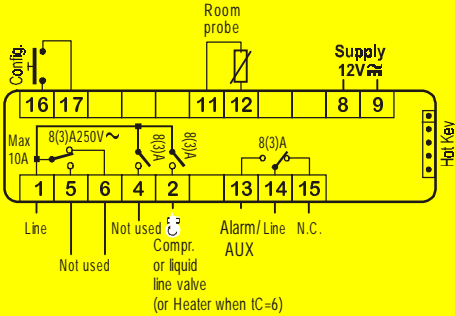 Room
probe
Config.
Supply
12V
16 17 11 12 8 9
Max
10A
8(3)A250V~
8(3)A
8(3)A
8(3)A
Hot Key
1 5 6 4 2 13 14 15
Line
Not used
Not used
Compr.
or liquid
line valve
(or Heater when tC=6)
Alarm/
AUX
Line
N.C.